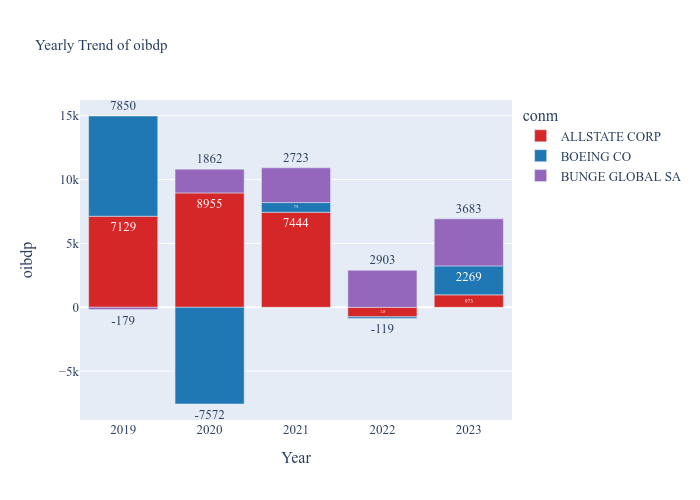 Yearly Trend of oibdp
7850
15k
conm
ALLSTATE CORP
BOEING CO
BUNGE GLOBAL SA
1862
2723
10k
8955
3683
7129
7444
5k
2903
2269
oibdp
973
0
-179
-119
−5k
-7572
2019
2020
2021
2022
2023
Year